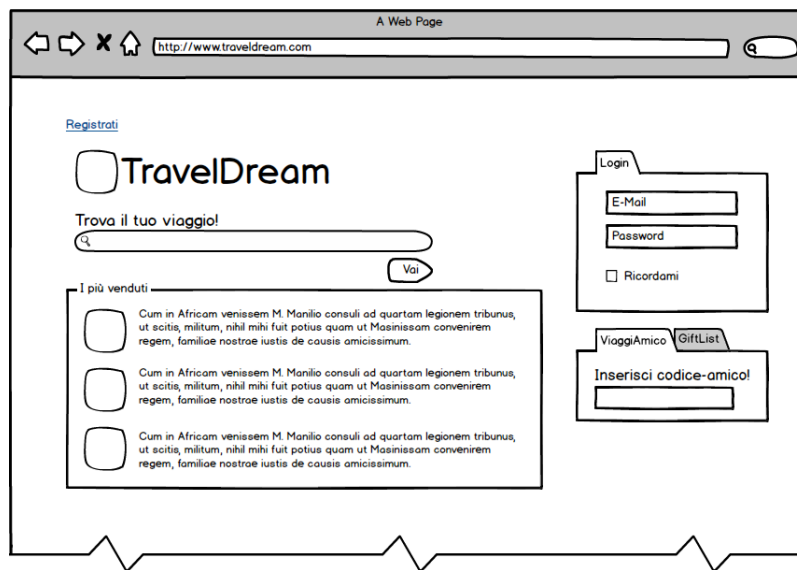 A Web Page
http://www.traveldream.com
Registrati
TravelDream
Trova il tuo viaggio!
Vai
I più venduti
Cum in Africam venissem M. Manilio consuli ad quartam legionem tribunus,
ut scitis, militum, nihil mihi fuit potius quam ut Masinissam convenirem
regem, familiae nostrae iustis de causis amicissimum.
Cum in Africam venissem M. Manilio consuli ad quartam legionem tribunus,
ut scitis, militum, nihil mihi fuit potius quam ut Masinissam convenirem
regem, familiae nostrae iustis de causis amicissimum.
Cum in Africam venissem M. Manilio consuli ad quartam legionem tribunus,
ut scitis, militum, nihil mihi fuit potius quam ut Masinissam convenirem
regem, familiae nostrae iustis de causis amicissimum.
Login
E-Mail
Password
Ricordami
ViaggiAmico GiftList
Inserisci codice-amico!